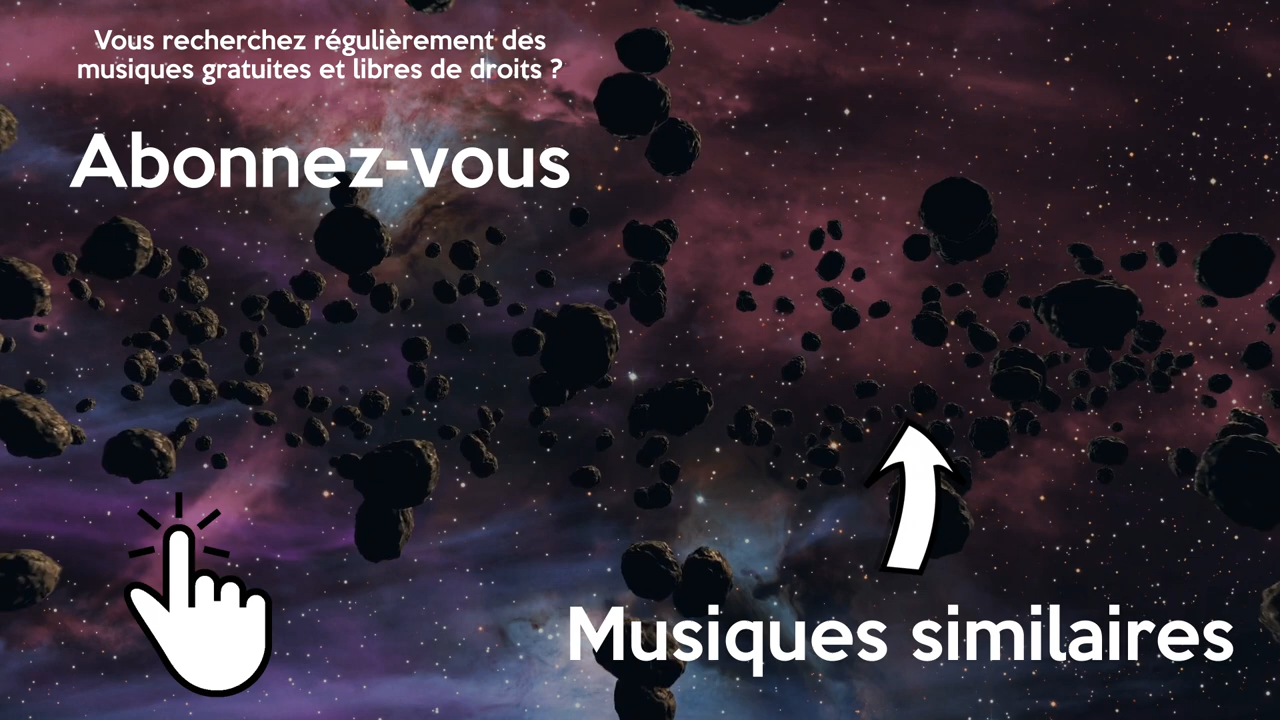 Vous recherchez régulièrement des
musiques gratuites et libres de droits ?
Abonnez-vous
Musiques similaires